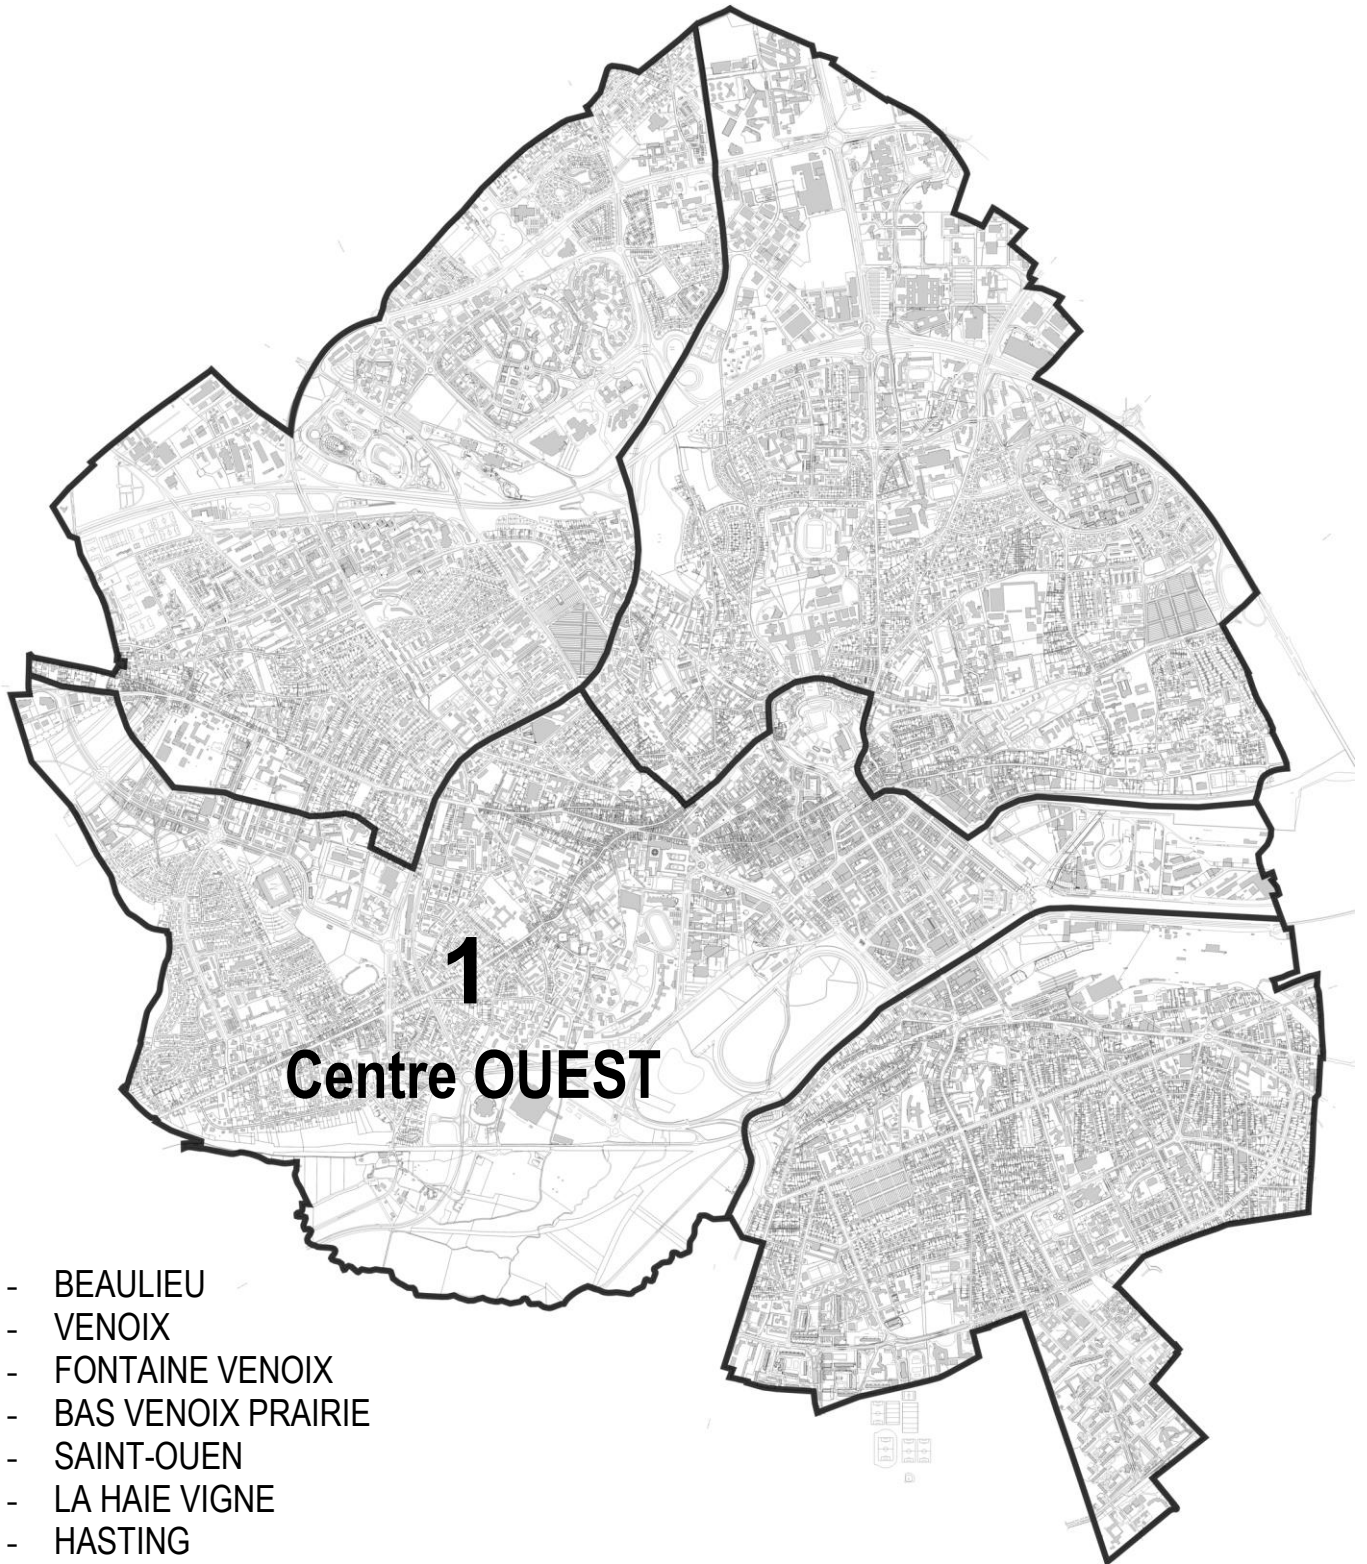 1
Centre OUEST
- BEAULIEU
- VENOIX
- FONTAINE VENOIX
- BAS VENOIX PRAIRIE
- SAINT-OUEN
- LA HAIE VIGNE
- HASTING